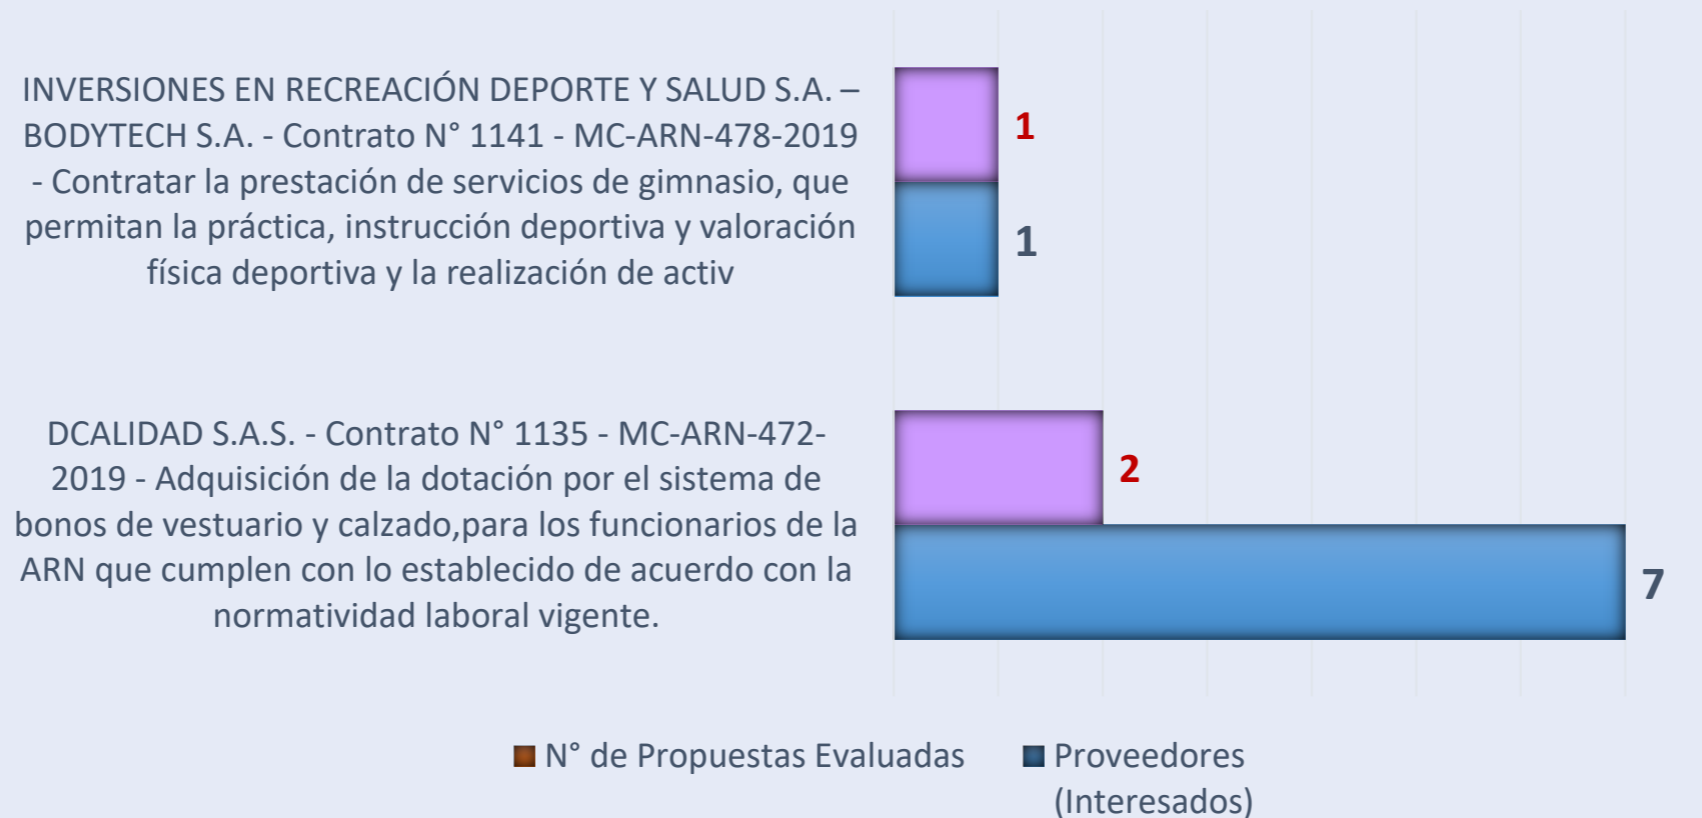 INVERSIONES EN RECREACIÓN DEPORTE Y SALUD S.A. –
BODYTECH S.A. - Contrato N° 1141 - MC-ARN-478-2019
- Contratar la prestación de servicios de gimnasio, que
permitan la práctica, instrucción deportiva y valoración
física deportiva y la realización de activ
1
1
DCALIDAD S.A.S. - Contrato N° 1135 - MC-ARN-472-
2019 - Adquisición de la dotación por el sistema de
bonos de vestuario y calzado,para los funcionarios de la
ARN que cumplen con lo establecido de acuerdo con la
normatividad laboral vigente.
2
7
N° de Propuestas Evaluadas
Proveedores
(Interesados)